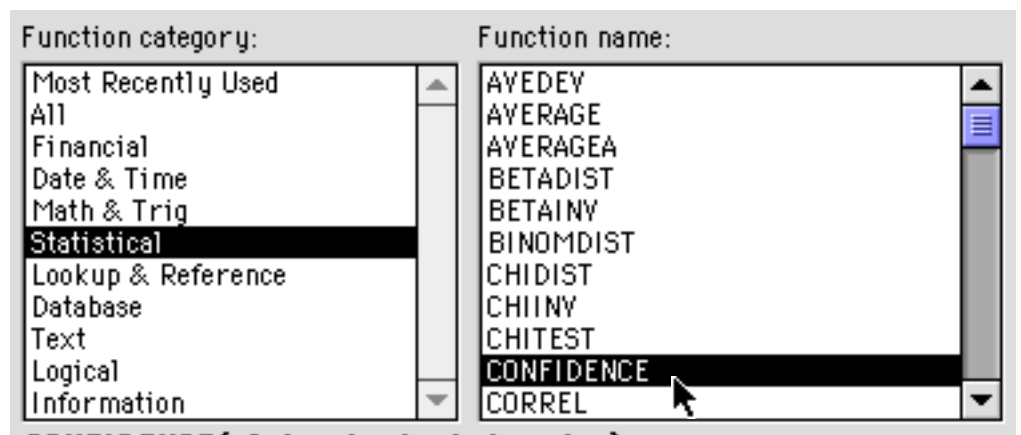 Function category:
Most Recently Used
All
Financial
Date & Time
Math & Trig
Statistical
Lookup & Reference
Database
Text
Logical
Information
Function name:
AVEDEV
AVERAGE
AVERAGEA
BETADIST
BETAINV
BINOMDIST
CHIDIST
CHIINV
CHITEST
CONFIDENCE
CORREL